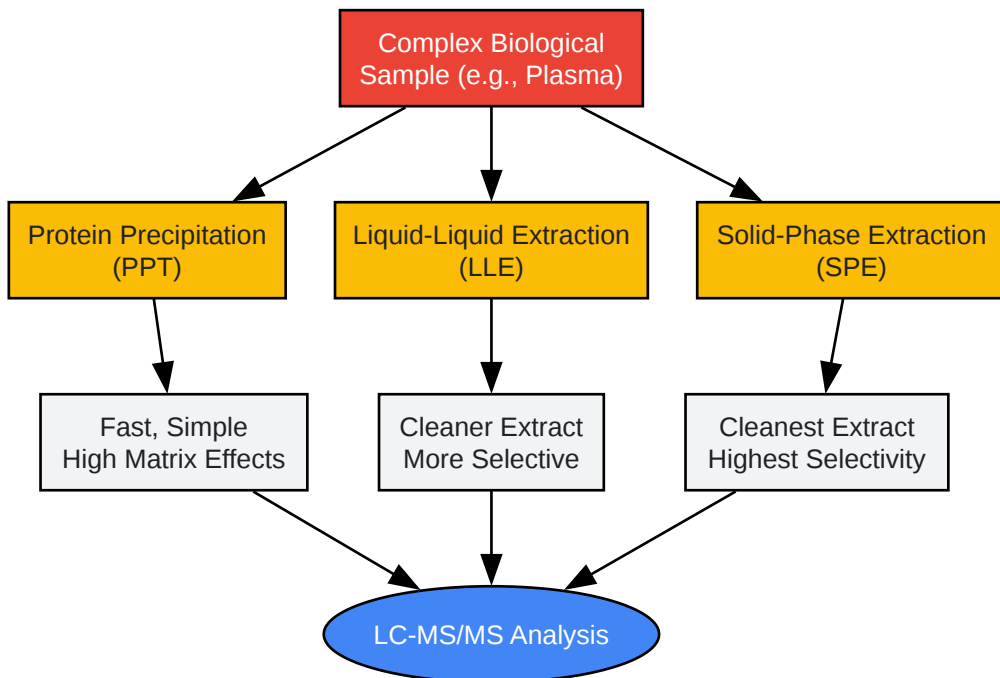 Complex Biological
Sample (e.g., Plasma)
Protein Precipitation
(PPT)
Liquid-Liquid Extraction
(LLE)
Solid-Phase Extraction
(SPE)
Fast, Simple
High Matrix Effects
Cleaner Extract
More Selective
Cleanest Extract
Highest Selectivity
LC-MS/MS Analysis